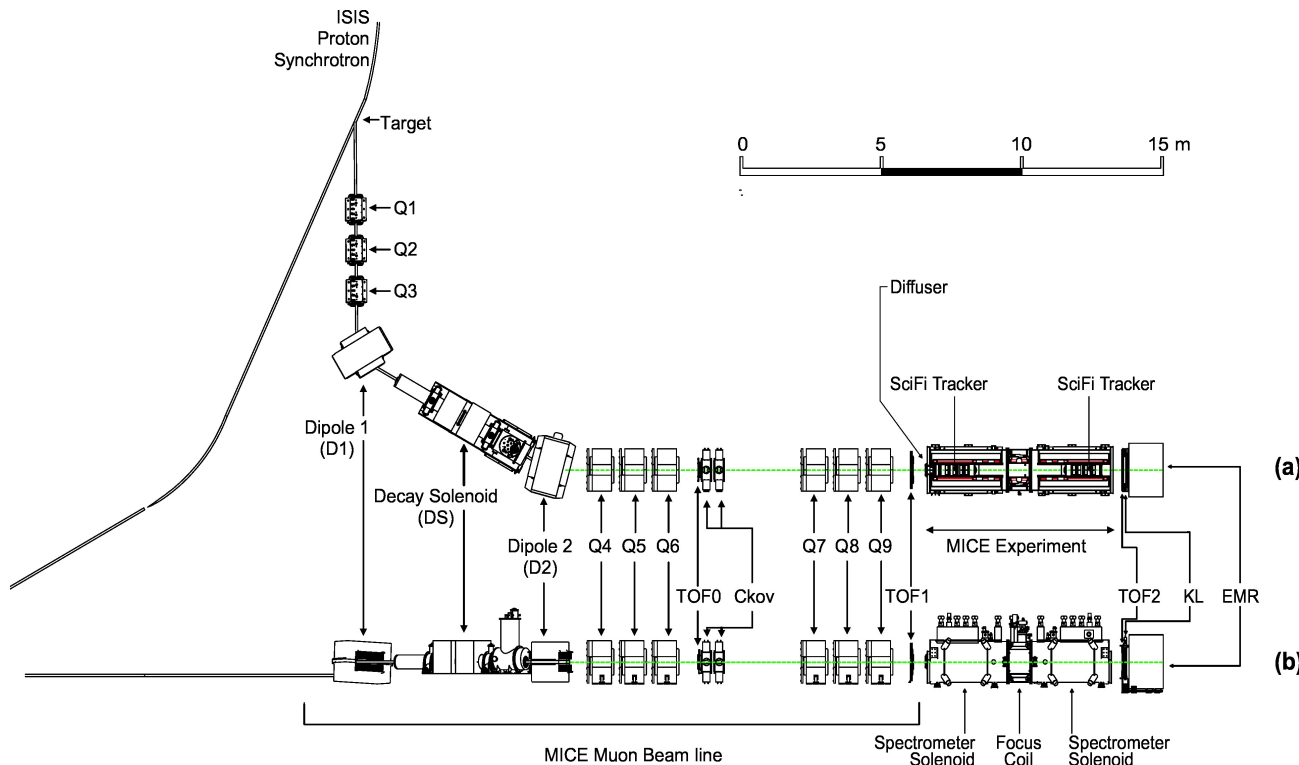 ISIS
Proton
Synchrotron
Target
0 5 10 15 m
Q1
Q2
Q3
Diffuser
SciFi Tracker SciFi Tracker
Dipole 1
(D1)
(a)
Decay Solenoid
(DS)
Dipole 2
(D2)
Q4 Q5 Q6 Q7 Q8 Q9 MICE Experiment
TOF0 Ckov TOF1 TOF2 KL EMR
(b)
MICE Muon Beam line
Spectrometer
Solenoid
Focus
Coil
Spectrometer
Solenoid